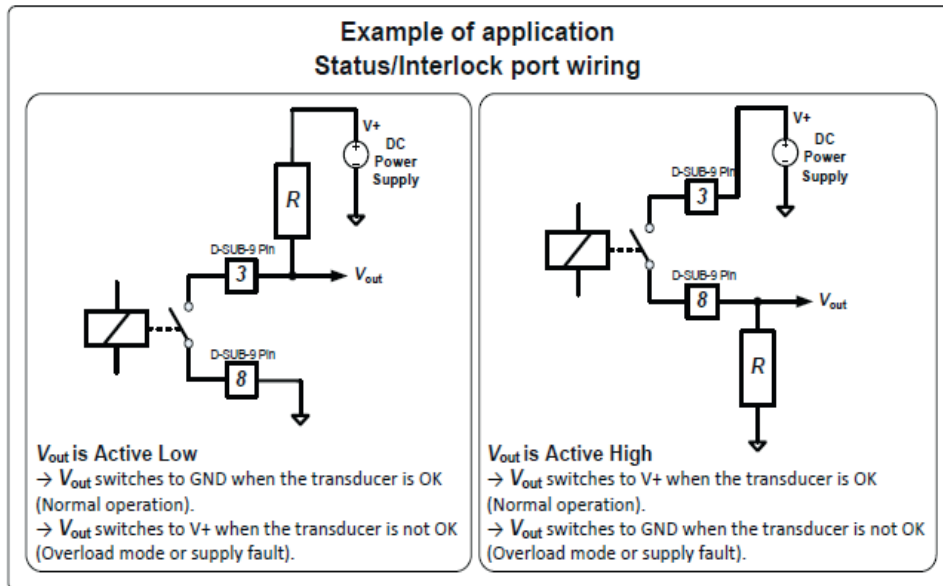 Example of application
Status/Interlock port wiring
V+
DC
Power
Supply
R
D-SUB-9 Pin
3
Vout
D-SUB-9 Pin
8
Vout is Active Low
→ Vout switches to GND when the transducer is OK
(Normal operation).
→ Vout switches to V+ when the transducer is not OK
(Overload mode or supply fault).
V+
DC
Power
Supply
D-SUB-9 Pin
3
D-SUB-9 Pin
8
Vout
R
Vout is Active High
→ Vout switches to V+ when the transducer is OK
(Normal operation).
→ Vout switches to GND when the transducer is not OK
(Overload mode or supply fault).